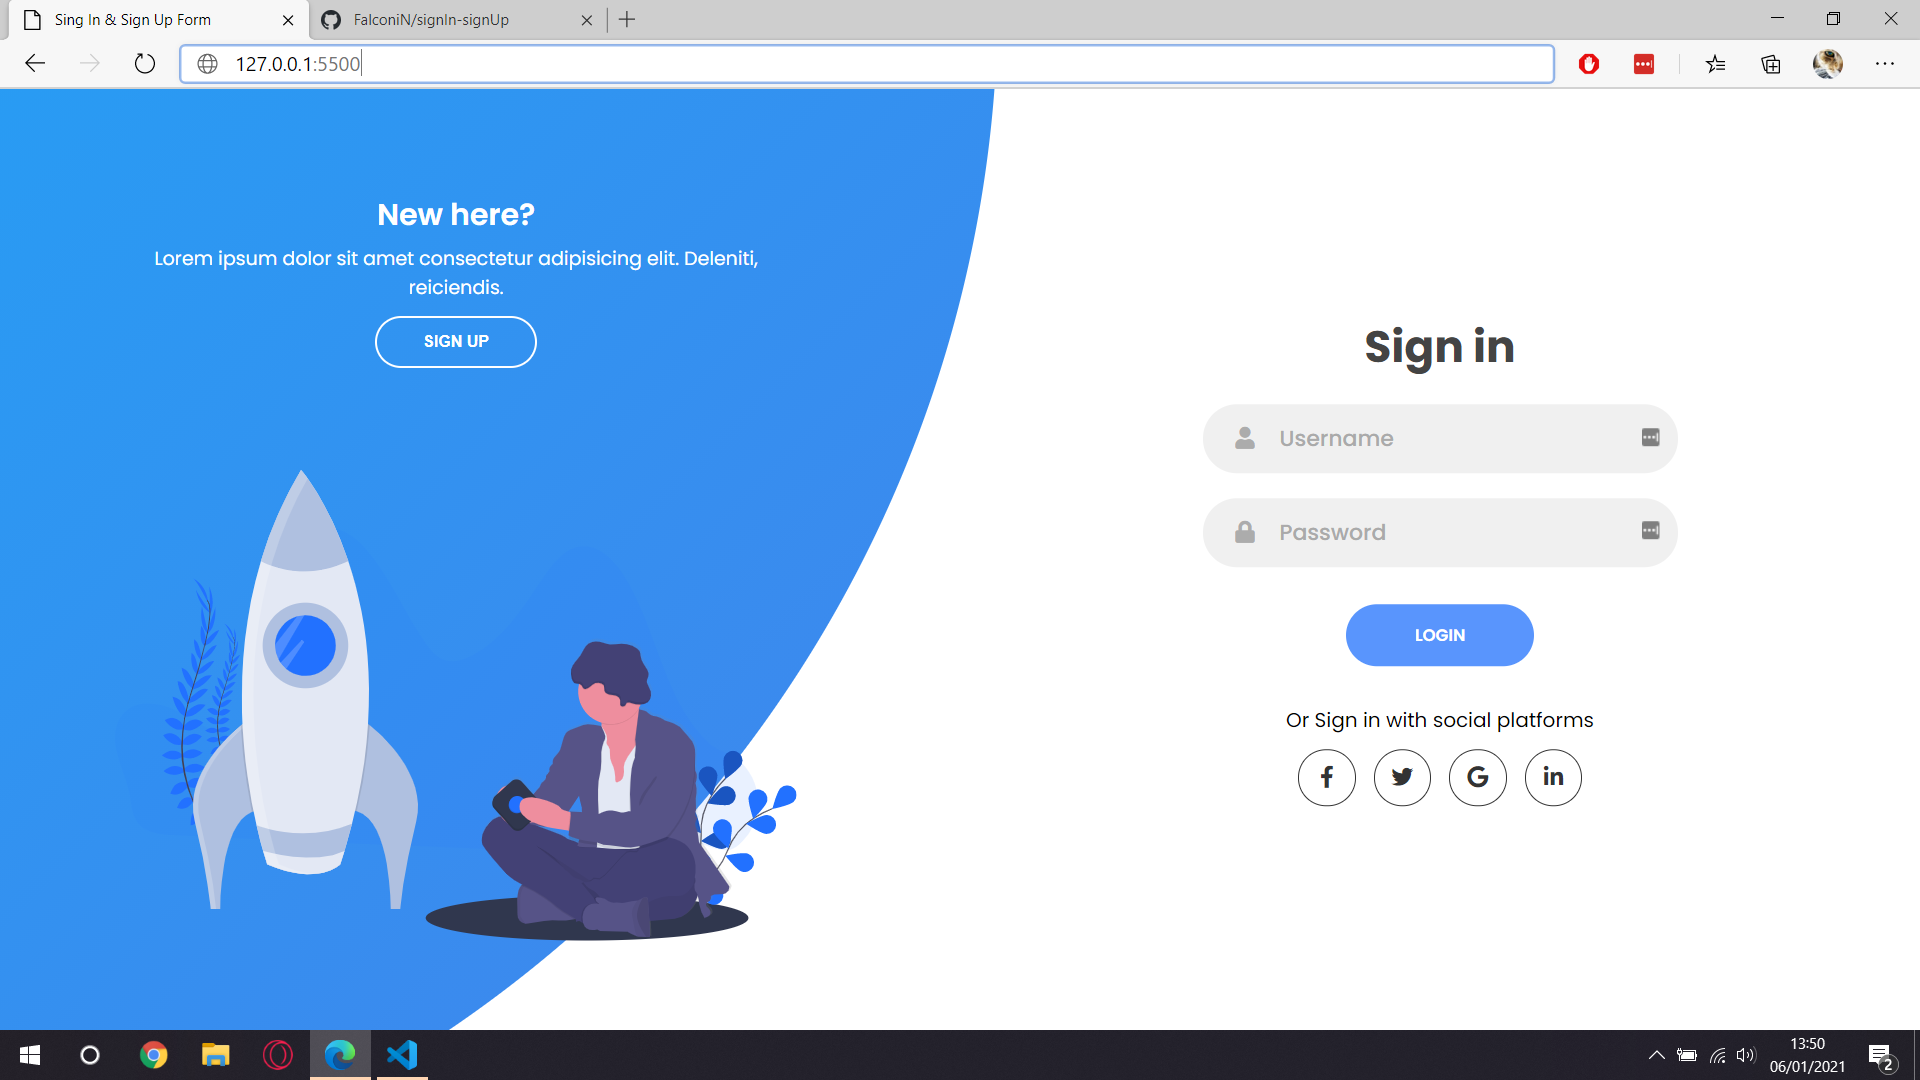 Sing In & Sign Up Form
FalconiN/signIn-signUp
127.0.0.1:5500
New here?
Lorem ipsum dolor sit amet consectetur adipisicing elit. Deleniti,
reiciendis.
SIGN UP
Sign in
Username
Password
LOGIN
Or Sign in with social platforms
13:50
06/01/2021
2